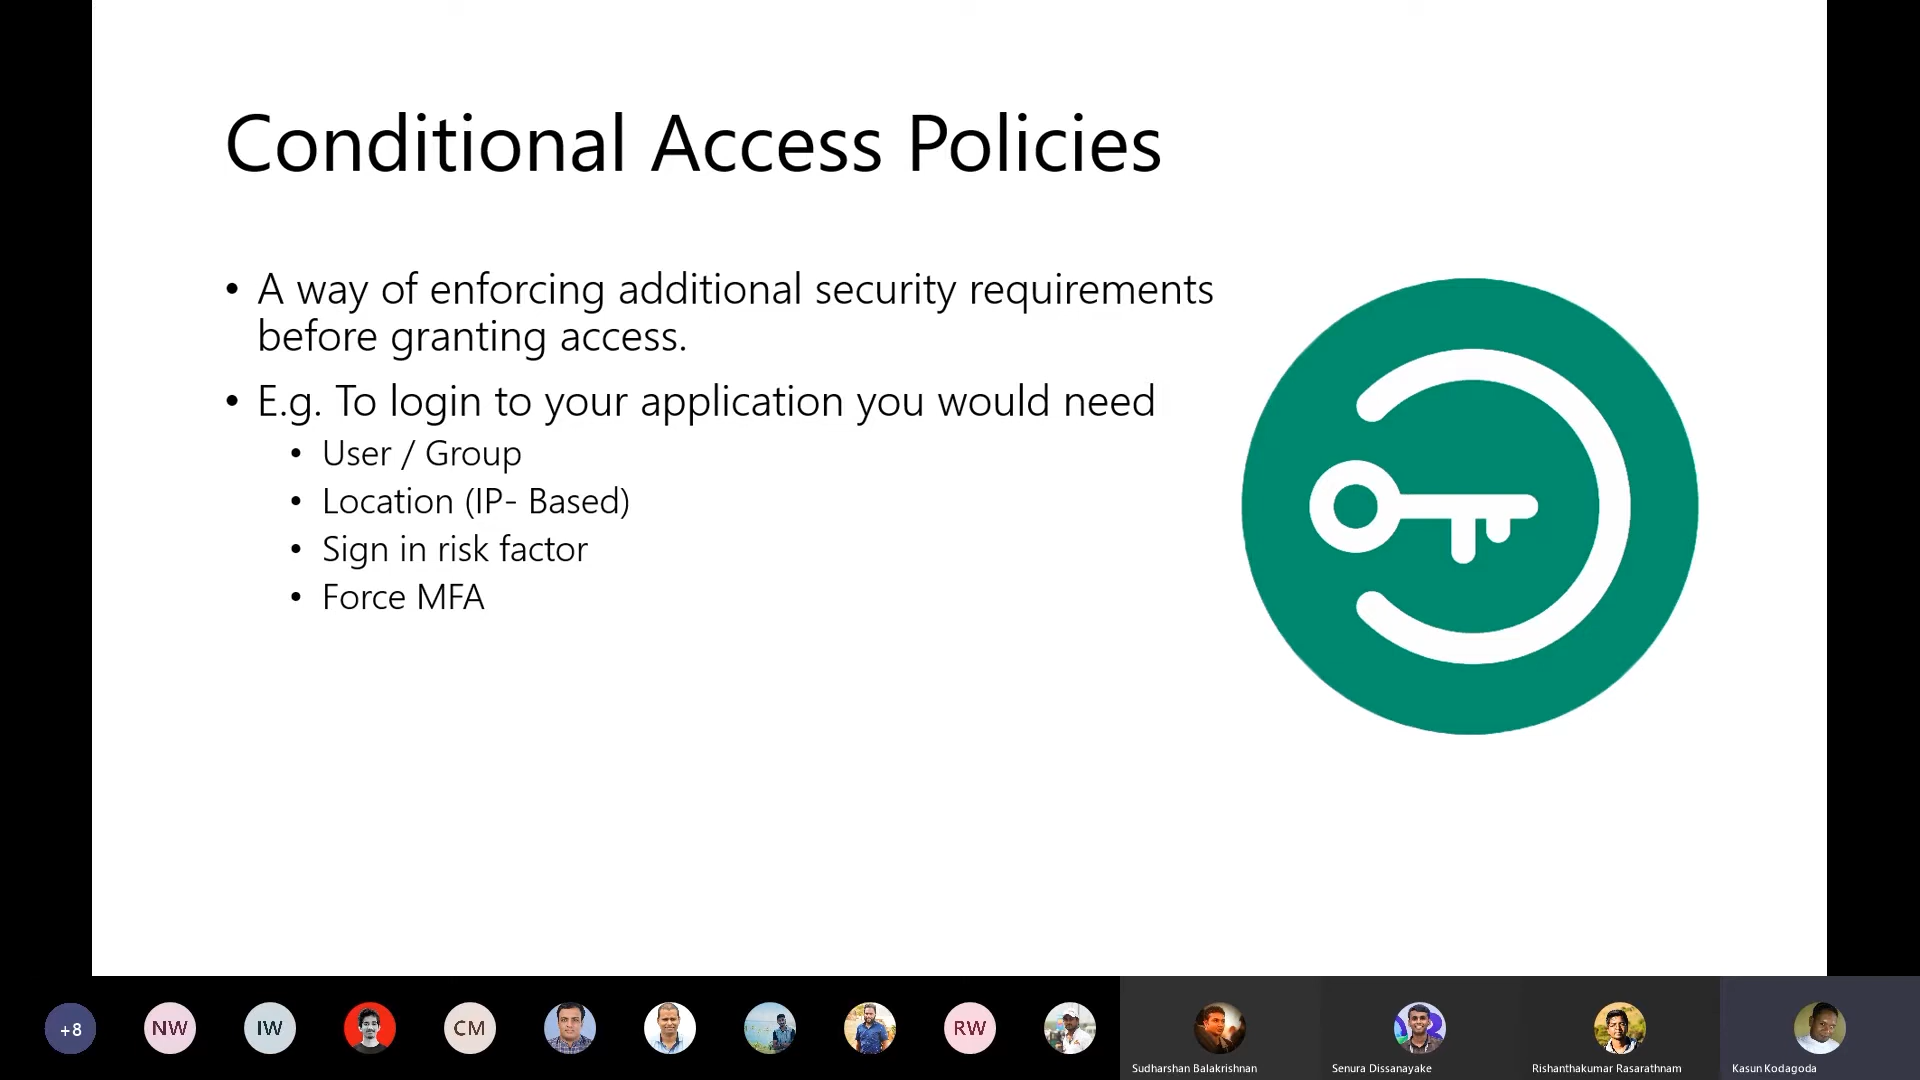 Conditional Access Policies
• A way of enforcing additional security requirements
before granting access.
• E.g. To login to your application you would need
• User / Group
• Location (IP- Based)
• Sign in risk factor
• Force MFA
+8
NW
IW
CM
RW
Sudharshan Balakrishnan
Senura Dissanayake
Rishanthakumar Rasarathnam
Kasun Kodagoda